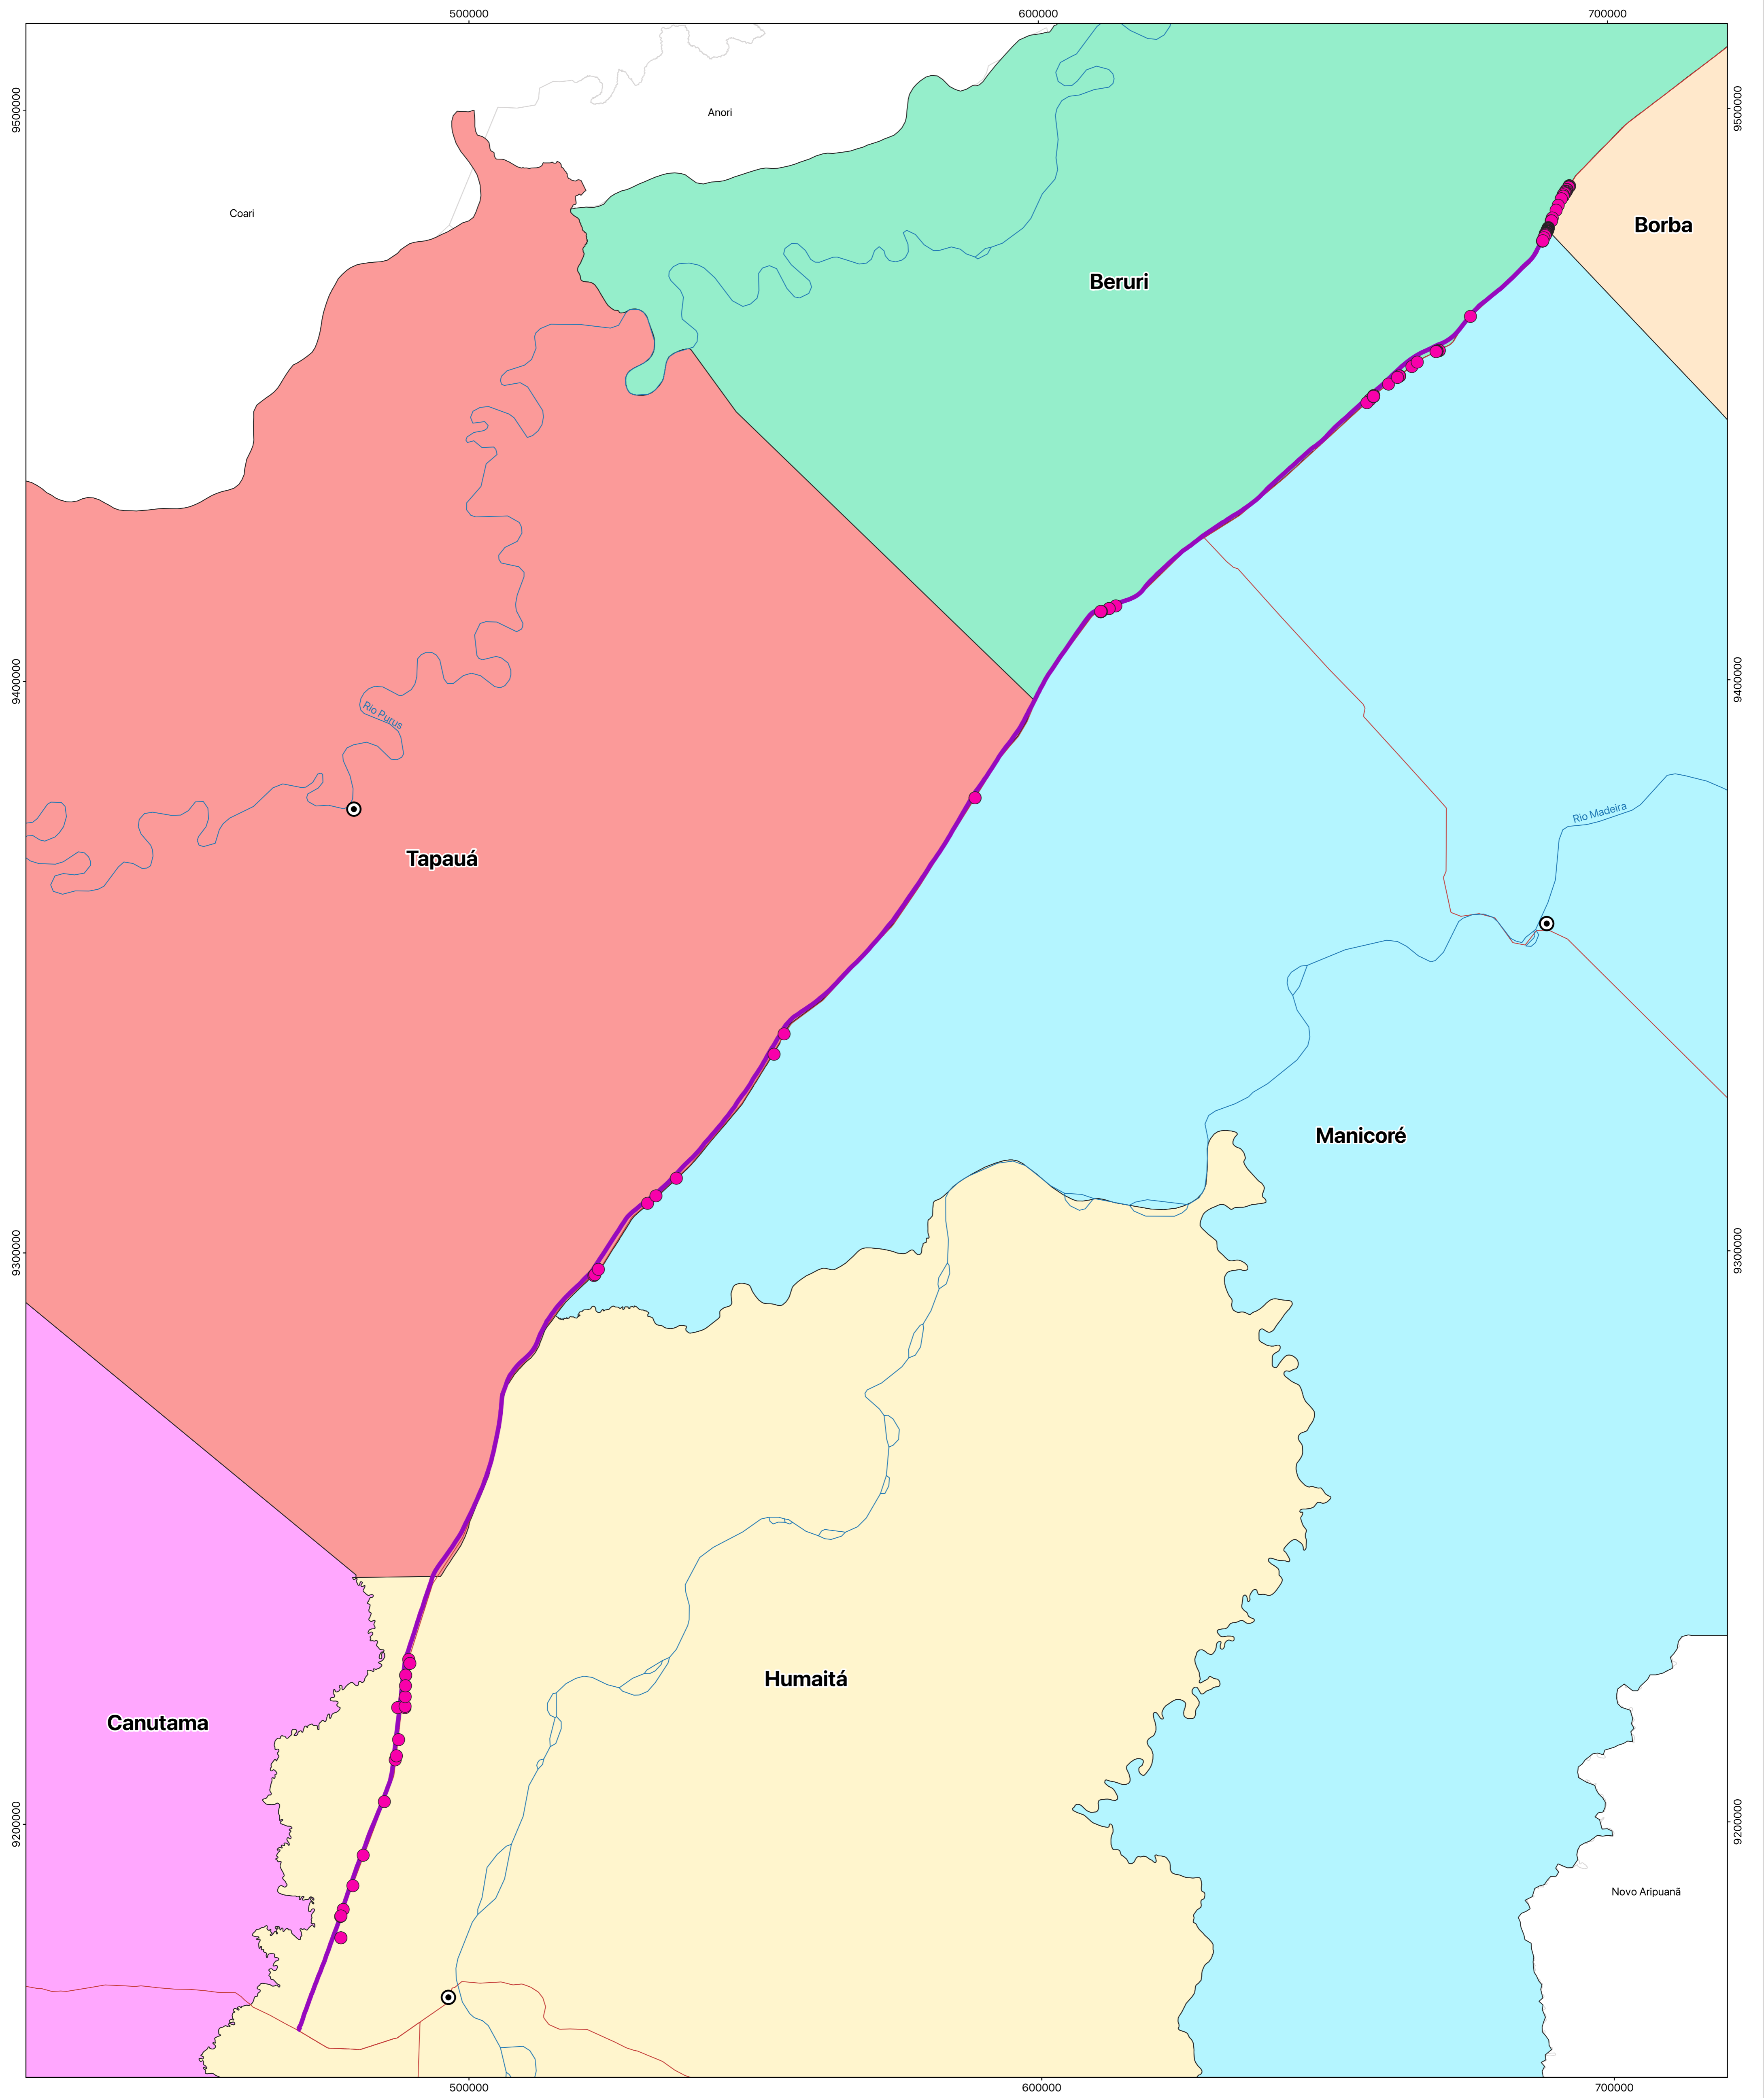 500000 600000 700000
9500000 9500000
Anori
Coari
Borba
Beruri
9400000 9400000
Rio Purus
Rio Madeira
Tapauá
Manicoré
9300000 9300000
Humaitá
Canutama
9200000 9200000
Novo Aripuanã
500000 600000 700000